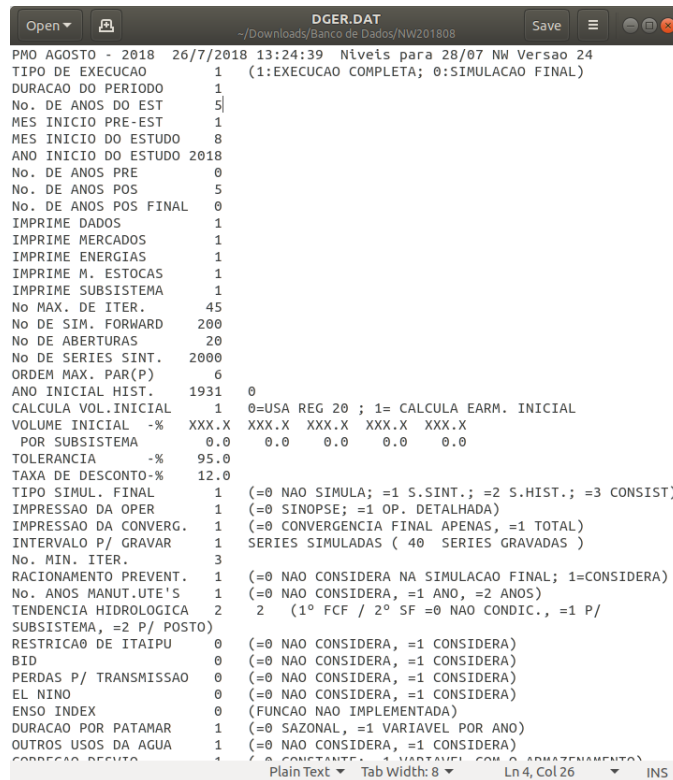 Open
DGER.DAT
~/Downloads/Banco de Dados/NW201808
Save
PMO AGOSTO - 2018  26/7/2018 13:24:39  Niveis para 28/07 NW Versao 24
TIPO DE EXECUCAO         1   (1:EXECUCAO COMPLETA; 0:SIMULACAO FINAL)
DURACAO DO PERIODO       1
No. DE ANOS DO EST       5
MES INICIO PRE-EST       1
MES INICIO DO ESTUDO     8
ANO INICIO DO ESTUDO 2018
No. DE ANOS PRE          0
No. DE ANOS POS          5
No. DE ANOS POS FINAL    0
IMPRIME DADOS            1
IMPRIME MERCADOS         1
IMPRIME ENERGIAS         1
IMPRIME M. ESTOCAS       1
IMPRIME SUBSISTEMA       1
No MAX. DE ITER.        45
No DE SIM. FORWARD     200
No DE ABERTURAS         20
No DE SERIES SINT.    2000
ORDEM MAX. PAR(P)        6
ANO INICIAL HIST.     1931   0
CALCULA VOL.INICIAL      1   0=USA REG 20 ; 1= CALCULA EARM. INICIAL
VOLUME INICIAL  -%   XXX.X  XXX.X  XXX.X  XXX.X  XXX.X
POR SUBSISTEMA        0.0    0.0    0.0    0.0    0.0
TOLERANCIA      -%    95.0
TAXA DE DESCONTO-%    12.0
TIPO SIMUL. FINAL        1   (=0 NAO SIMULA; =1 S.SINT.; =2 S.HIST.; =3 CONSIST)
IMPRESSAO DA OPER        1   (=0 SINOPSE; =1 OP. DETALHADA)
IMPRESSAO DA CONVERG.    1   (=0 CONVERGENCIA FINAL APENAS, =1 TOTAL)
INTERVALO P/ GRAVAR      1   SERIES SIMULADAS ( 40  SERIES GRAVADAS )
No. MIN. ITER.           3
RACIONAMENTO PREVENT.    1   (=0 NAO CONSIDERA NA SIMULACAO FINAL; 1=CONSIDERA)
No. ANOS MANUT.UTE'S     1   (=0 NAO CONSIDERA, =1 ANO, =2 ANOS)
TENDENCIA HIDROLOGICA    2    2   (1º FCF / 2º SF =0 NAO CONDIC., =1 P/
SUBSISTEMA, =2 P/ POSTO)
RESTRICA0 DE ITAIPU      0   (=0 NAO CONSIDERA, =1 CONSIDERA)
BID                      0   (=0 NAO CONSIDERA, =1 CONSIDERA)
PERDAS P/ TRANSMISSAO    0   (=0 NAO CONSIDERA, =1 CONSIDERA)
EL NINO                  0   (=0 NAO CONSIDERA, =1 CONSIDERA)
ENSO INDEX               0   (FUNCAO NAO IMPLEMENTADA)
DURACAO POR PATAMAR      1   (=0 SAZONAL, =1 VARIAVEL POR ANO)
OUTROS USOS DA AGUA      1   (=0 NAO CONSIDERA, =1 CONSIDERA)
CORRECAO DESVIO          1   (=0 CONSTANTE; =1 VARIAVEL COM O ARMAZENAMENTO)
Plain Text   Tab Width: 8   Ln 4, Col 26   INS